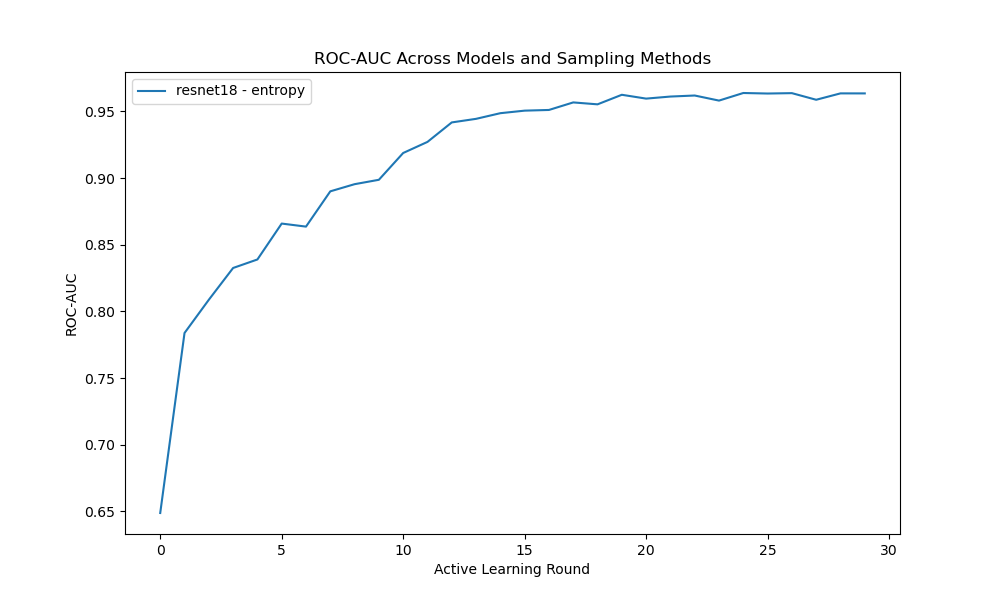 ROC-AUC Across Models and Sampling Methods
resnet18 - entropy
0.95
0.90
0.85
0.80
0.75
0.70
0.65
ROC-AUC
0 5 10 15 20 25 30
Active Learning Round